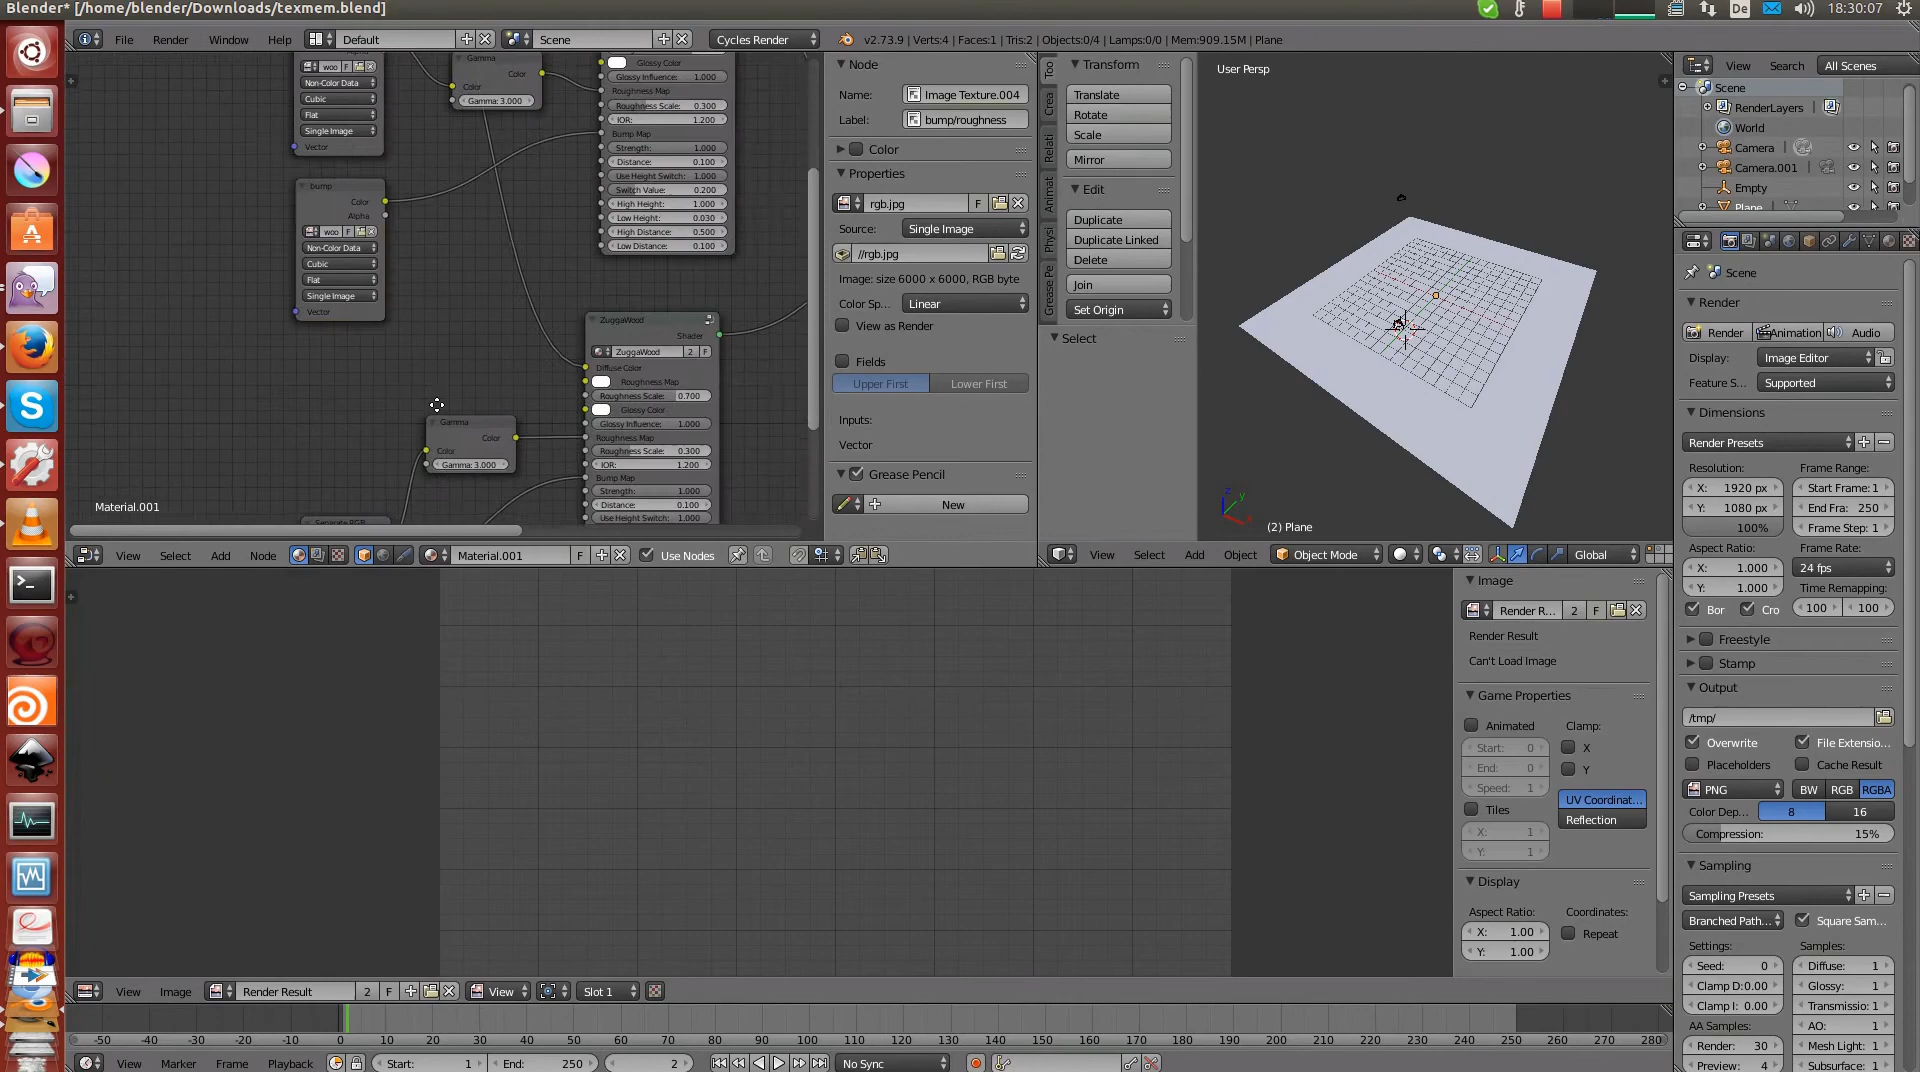 Blender* [/home/blender/Downloads/texmem.blend]
De
18:30:07
File Render Window Help
Default
Scene
Cycles Render
v2.73.9 | Verts:4 | Faces:1 | Tris:2 | Objects:0/4 | Lamps:0/0 | Mem:909.15M | Plane
woo F
Non-Color Data
Cubic
Flat
Single Image
Vector
Gamma
Color
Color
Gamma: 3.000
Glossy Color
Glossy Influence: 1.000
Roughness Map
Roughness Scale: 0.300
IOR: 1.200
Bump Map
Strength: 1.000
Distance: 0.100
Use Height Switch: 1.000
Switch Value: 0.200
High Height: 1.000
Low Height: 0.030
High Distance: 0.500
Low Distance: 0.100
bump
Color
Alpha
woo F
Non-Color Data
Cubic
Flat
Single Image
Vector
ZuggaWood
Shader
ZuggaWood 2 F
Diffuse Color
Roughness Map
Roughness Scale: 0.700
Glossy Color
Glossy Influence: 1.000
Roughness Map
Roughness Scale: 0.300
IOR: 1.200
Bump Map
Strength: 1.000
Distance: 0.100
Use Height Switch: 1.000
Gamma
Color
Color
Gamma: 3.000
Separate RGB
Material.001
View Select Add Node
Material.001
F
Use Nodes
Node
Name: Image Texture.004
Label: bump/roughness
Color
Properties
rgb.jpg F
Source: Single Image
//rgb.jpg
Image: size 6000 x 6000, RGB byte
Color Sp... Linear
View as Render
Fields
Upper First Lower First
Inputs:
Vector
Grease Pencil
New
Too
Crea
Relati
Animat
Physi
Grease Pe
Transform
Translate
Rotate
Scale
Mirror
Edit
Duplicate
Duplicate Linked
Delete
Join
Set Origin
Select
User Persp
z
y
x
(2) Plane
View Select Add Object
Object Mode
Global
View Search All Scenes
Scene
RenderLayers
World
Camera
Camera.001
Empty
Plane
Scene
Render
Render Animation Audio
Display: Image Editor
Feature S... Supported
Dimensions
Render Presets
Resolution: Frame Range:
X: 1920 px Start Frame: 1
Y: 1080 px End Fra: 250
100% Frame Step: 1
Aspect Ratio: Frame Rate:
X: 1.000 24 fps
Y: 1.000 Time Remapping:
Bor Cro 100 100
Freestyle
Stamp
Output
/tmp/
Overwrite File Extensio...
Placeholders Cache Result
PNG BW RGB RGBA
Color Dep... 8 16
Compression: 15%
Sampling
Sampling Presets
Branched Path... Square Sam...
Settings: Samples:
Seed: 0 Diffuse: 1
Clamp D:0.00 Glossy: 1
Clamp I: 0.00 Transmissio: 1
AA Samples: AO: 1
Render: 30 Mesh Light: 1
Preview: 4 Subsurface: 1
Image
Render R... 2 F
Render Result
Can't Load Image
Game Properties
Animated Clamp:
Start: 0 X
End: 0 Y
Speed: 1
UV Coordinat...
Tiles Reflection
X: 1
Y: 1
Display
Aspect Ratio: Coordinates:
X: 1.00 Repeat
Y: 1.00
View Image
Render Result 2 F
View
Slot 1
-50 -40 -30 -20 -10 0 10 20 30 40 50 60 70 80 90 100 110 120 130 140 150 160 170 180 190 200 210 220 230 240 250 260 270 280
View Marker Frame Playback
Start: 1
End: 250
2
No Sync